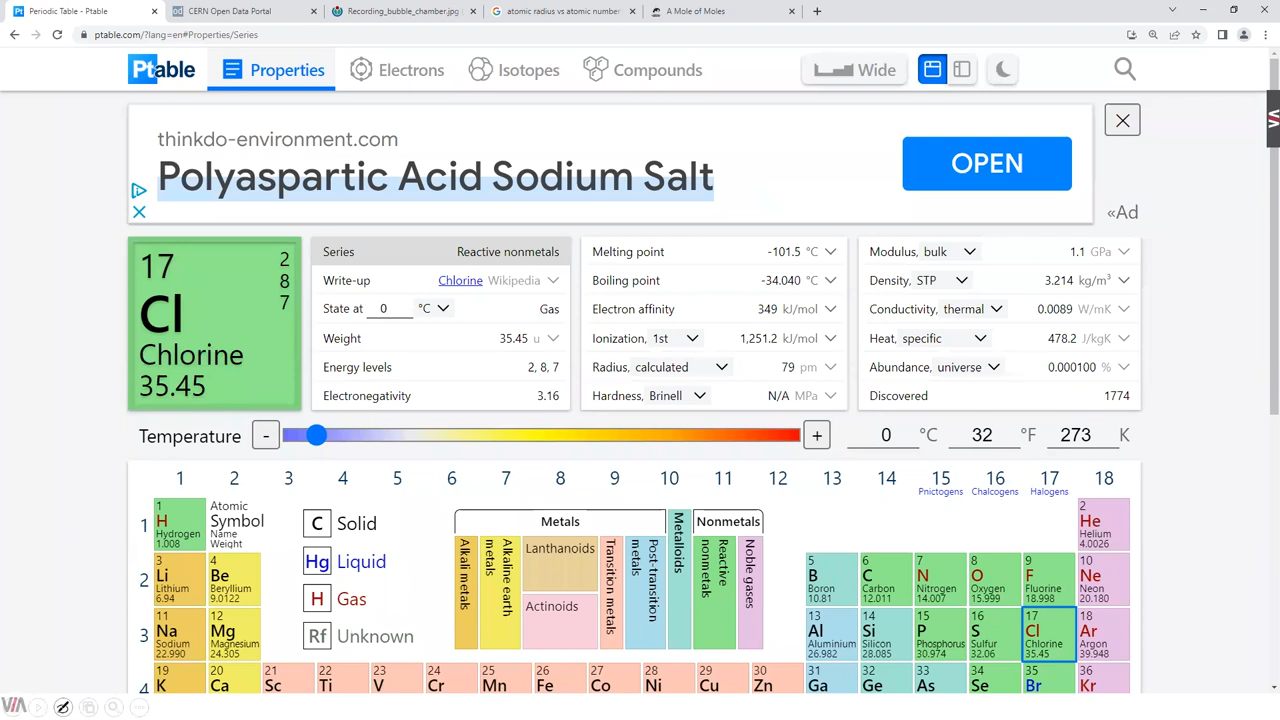 Periodic Table - Ptable
CERN Open Data Portal
Recording_bubble_chamber.jpg
atomic radius vs atomic number
A Mole of Moles
ptable.com/?lang=en#Properties/Series
Ptable
Properties
Electrons
Isotopes
Compounds
Wide
thinkdo-environment.com
Polyaspartic Acid Sodium Salt
OPEN
«Ad
17
2
8
7
Cl
Chlorine
35.45
Series Reactive nonmetals
Write-up Chlorine Wikipedia
State at 0 °C Gas
Weight 35.45 u
Energy levels 2, 8, 7
Electronegativity 3.16
Melting point -101.5 °C
Boiling point -34.040 °C
Electron affinity 349 kJ/mol
Ionization, 1st 1,251.2 kJ/mol
Radius, calculated 79 pm
Hardness, Brinell N/A MPa
Modulus, bulk 1.1 GPa
Density, STP 3.214 kg/m³
Conductivity, thermal 0.0089 W/mK
Heat, specific 478.2 J/kgK
Abundance, universe 0.000100 %
Discovered 1774
Temperature - + 0 °C 32 °F 273 K
1 2 3 4 5 6 7 8 9 10 11 12 13 14 15 16 17 18
Pnictogens Chalcogens Halogens
1
1 H Hydrogen 1.008
Atomic
Symbol
Name
Weight
C Solid
Hg Liquid
H Gas
Rf Unknown
Metals
Metalloids
Nonmetals
Alkali metals
Alkaline earth metals
Lanthanoids
Actinoids
Transition metals
Post-transition metals
Reactive nonmetals
Noble gases
2 He Helium 4.0026
2
3 Li Lithium 6.94
4 Be Beryllium 9.0122
5 B Boron 10.81
6 C Carbon 12.011
7 N Nitrogen 14.007
8 O Oxygen 15.999
9 F Fluorine 18.998
10 Ne Neon 20.180
3
11 Na Sodium 22.990
12 Mg Magnesium 24.305
13 Al Aluminium 26.982
14 Si Silicon 28.085
15 P Phosphorus 30.974
16 S Sulfur 32.06
17 Cl Chlorine 35.45
18 Ar Argon 39.948
4
19 K
20 Ca
21 Sc
22 Ti
23 V
24 Cr
25 Mn
26 Fe
27 Co
28 Ni
29 Cu
30 Zn
31 Ga
32 Ge
33 As
34 Se
35 Br
36 Kr
VIA